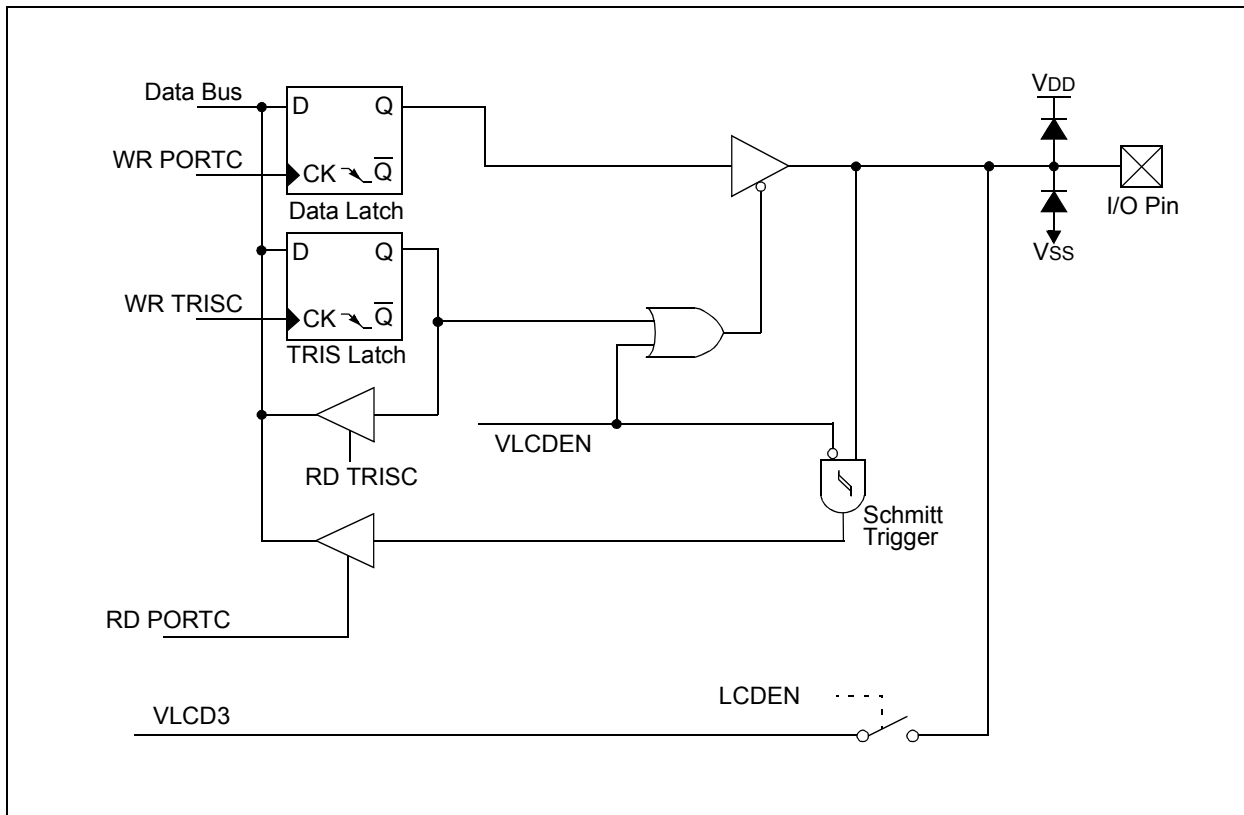 Data Bus
D Q
VDD
WR PORTC
CK Q̅
I/O Pin
Data Latch
D Q
VSS
WR TRISC
CK Q̅
TRIS Latch
VLCDEN
RD TRISC
Schmitt
Trigger
RD PORTC
LCDEN
VLCD3